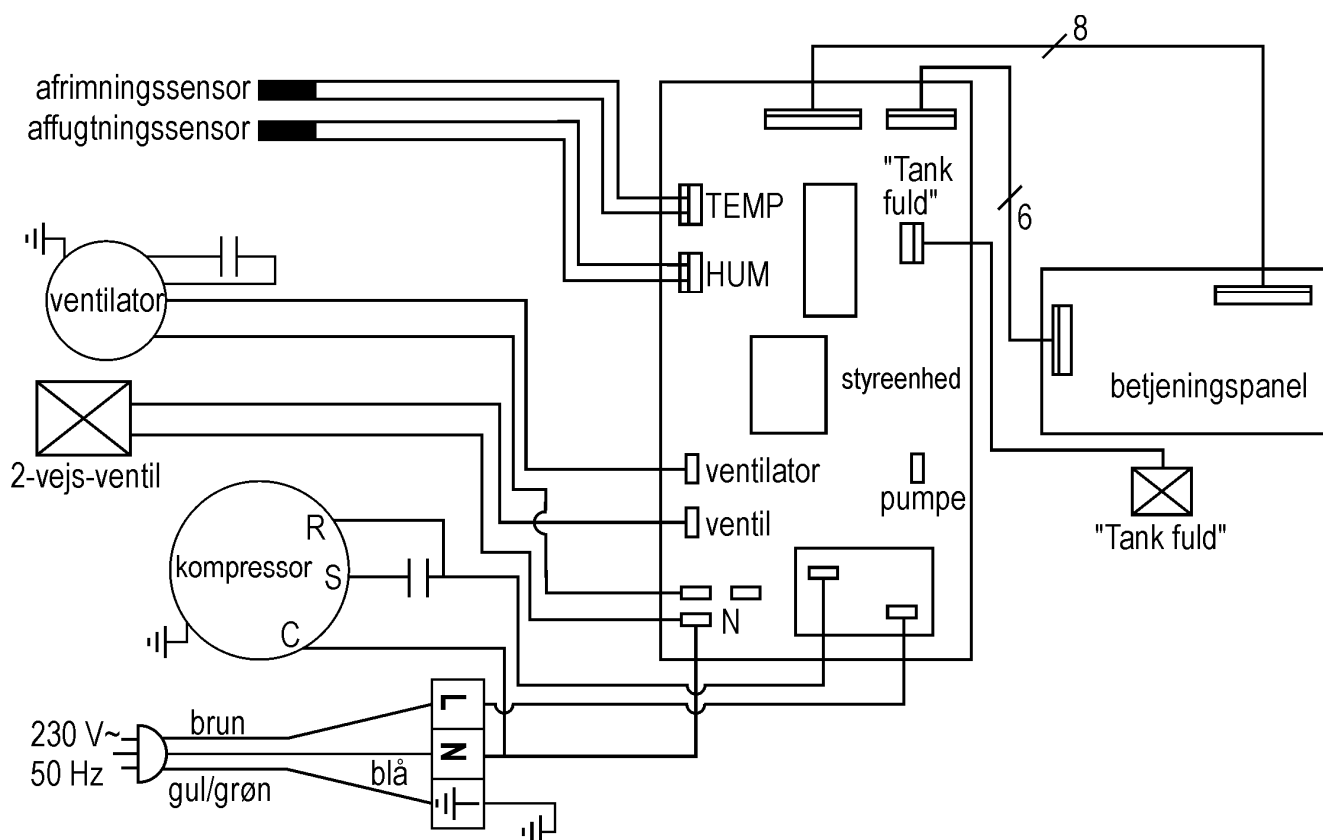 8
afrimningssensor
affugtningssensor
"Tank
fuld"
TEMP
6
HUM
ventilator
styreenhed
betjeningspanel
2-vejs-ventil
ventilator
pumpe
ventil
"Tank fuld"
R
kompressor
S
N
C
L
brun
230 V~
N
50 Hz
blå
gul/grøn